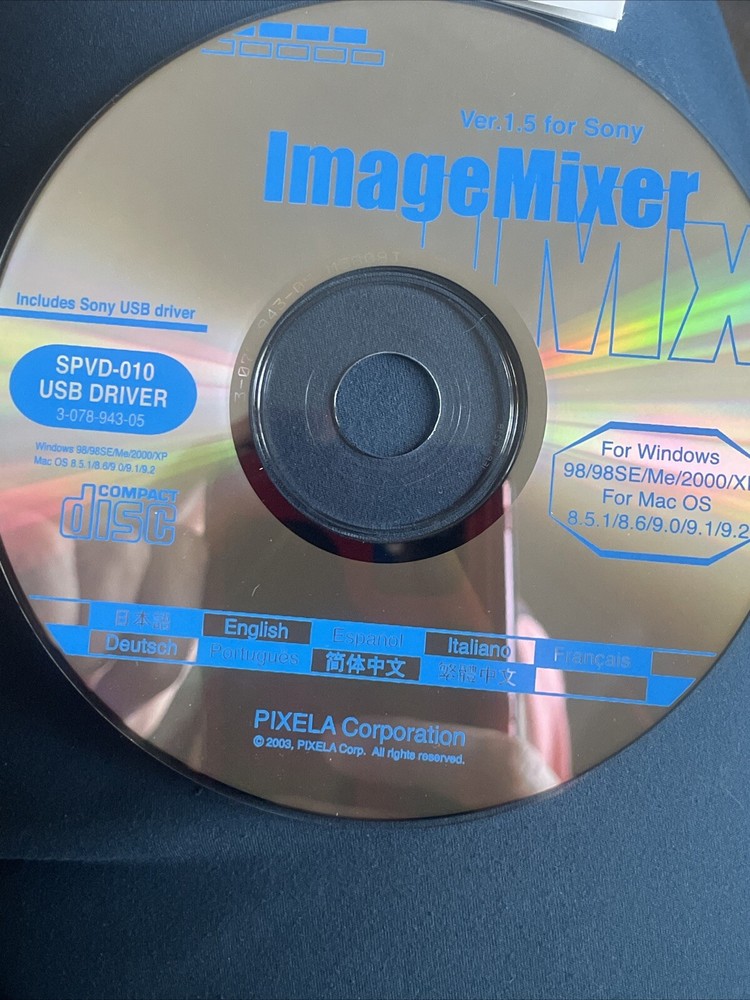 Ver.1.5 for Sony
ImageMixer
Includes Sony USB driver
SPVD-010
USB DRIVER
3-078-943-05
Windows 98/98SE/Me/2000/XP
Mac OS 8.5.1/8.6/9.0/9.1/9.2
COMPACT
disc
For Windows
98/98SE/Me/2000/XP
For Mac OS
8.5.1/8.6/9.0/9.1/9.2
日本語 English Español Italiano Français
Deutsch Português 简体中文 繁體中文
PIXELA Corporation
© 2003, PIXELA Corp. All rights reserved.